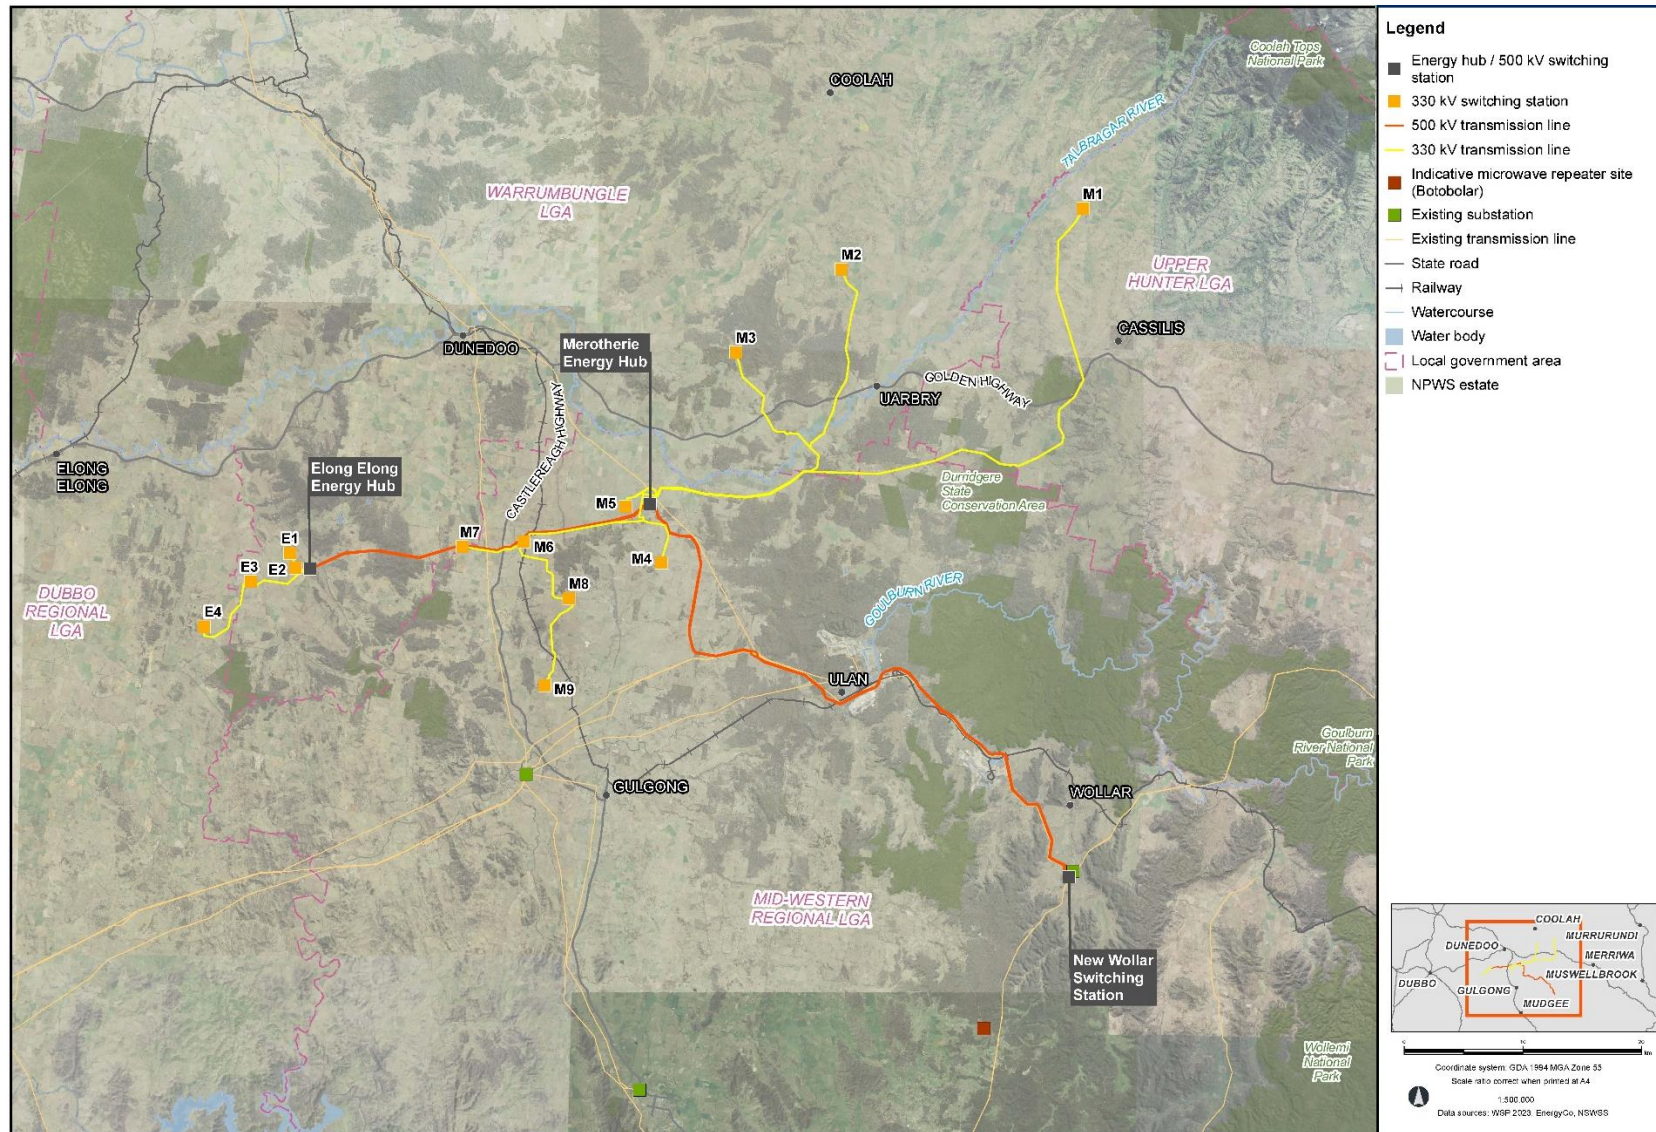 Coolah Tops
National Park
COOLAH
TALBRAGAR RIVER
WARRUMBUNGLE
LGA
M1
M2
UPPER
HUNTER LGA
CASSILIS
M3
Merotherie
Energy Hub
DUNEDOO
GOLDEN HIGHWAY
UARBRY
CASTLEREAGH HIGHWAY
ELONG
ELONG
Elong Elong
Energy Hub
Durridgere
State
Conservation Area
M5
M7
M6
M4
E1
E2
E3
E4
M8
M9
DUBBO
REGIONAL
LGA
GOULBURN RIVER
ULAN
Goulburn
River National
Park
GULGONG
WOLLAR
MID-WESTERN
REGIONAL LGA
New Wollar
Switching
Station
Wollemi
National
Park
Legend
Energy hub / 500 kV switching
station
330 kV switching station
500 kV transmission line
330 kV transmission line
Indicative microwave repeater site
(Botobolar)
Existing substation
Existing transmission line
State road
Railway
Watercourse
Water body
Local government area
NPWS estate
COOLAH
MURRURUNDI
DUNEDOO
MERRIWA
MUSWELLBROOK
DUBBO
GULGONG
MUDGEE
0 10 20
km
Coordinate system: GDA 1994 MGA Zone 55
Scale ratio correct when printed at A4
1:500,000
Data sources: WSP 2023, EnergyCo, NSWSS